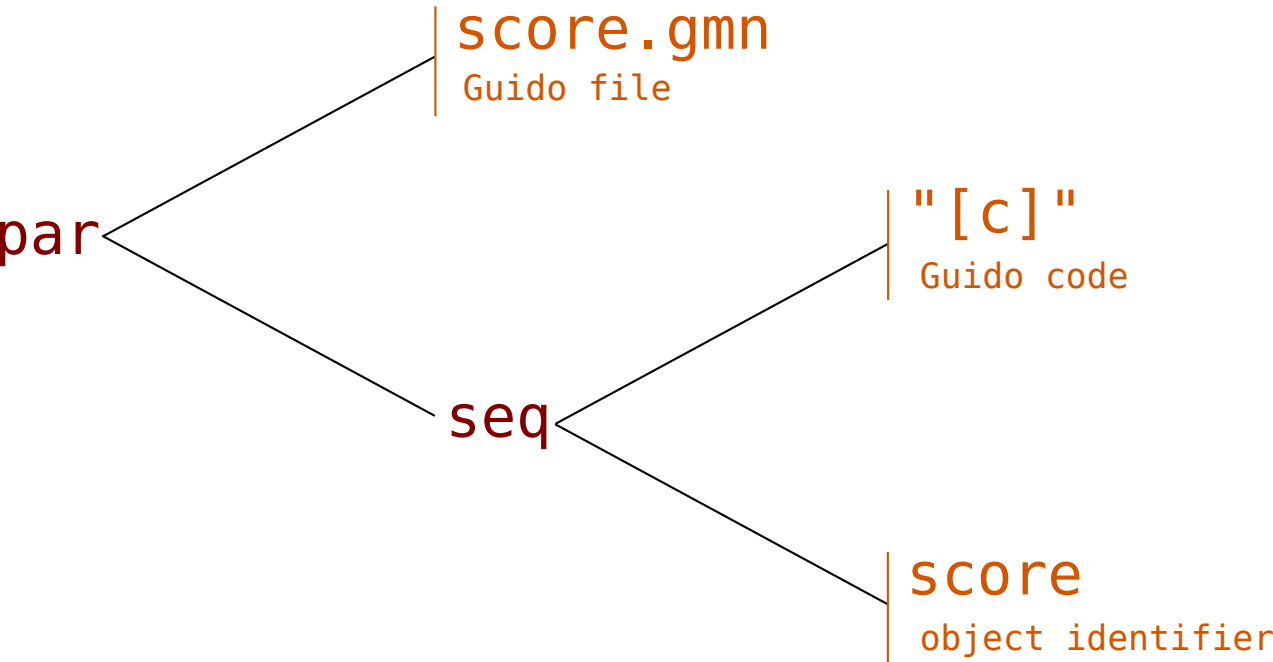 score.gmn
Guido file
par
"[c]"
Guido code
seq
score
object identifier